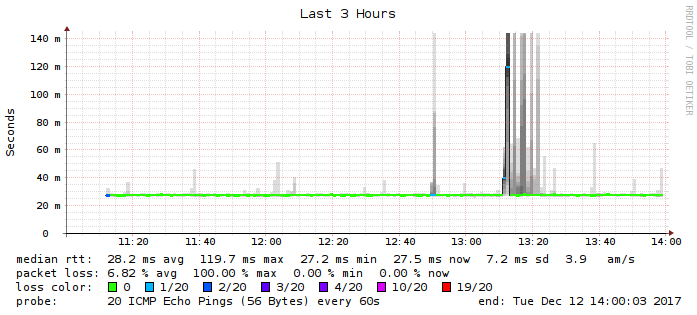 Last 3 Hours
RRDTOOL / TOBI OETIKER
Seconds
140 m
120 m
100 m
80 m
60 m
40 m
20 m
0
11:20 11:40 12:00 12:20 12:40 13:00 13:20 13:40 14:00
median rtt: 28.2 ms avg 119.7 ms max 27.2 ms min 27.5 ms now 7.2 ms sd 3.9 am/s
packet loss: 6.82 % avg 100.00 % max 0.00 % min 0.00 % now
loss color: 0 1/20 2/20 3/20 4/20 10/20 19/20
probe: 20 ICMP Echo Pings (56 Bytes) every 60s end: Tue Dec 12 14:00:03 2017